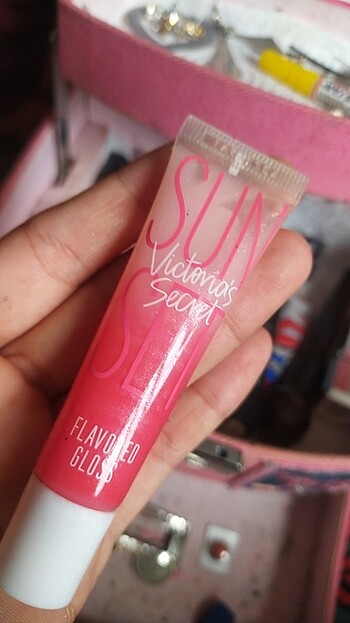 SUN
Victoria's
Secret
SET
FLAVORED
GLOSS